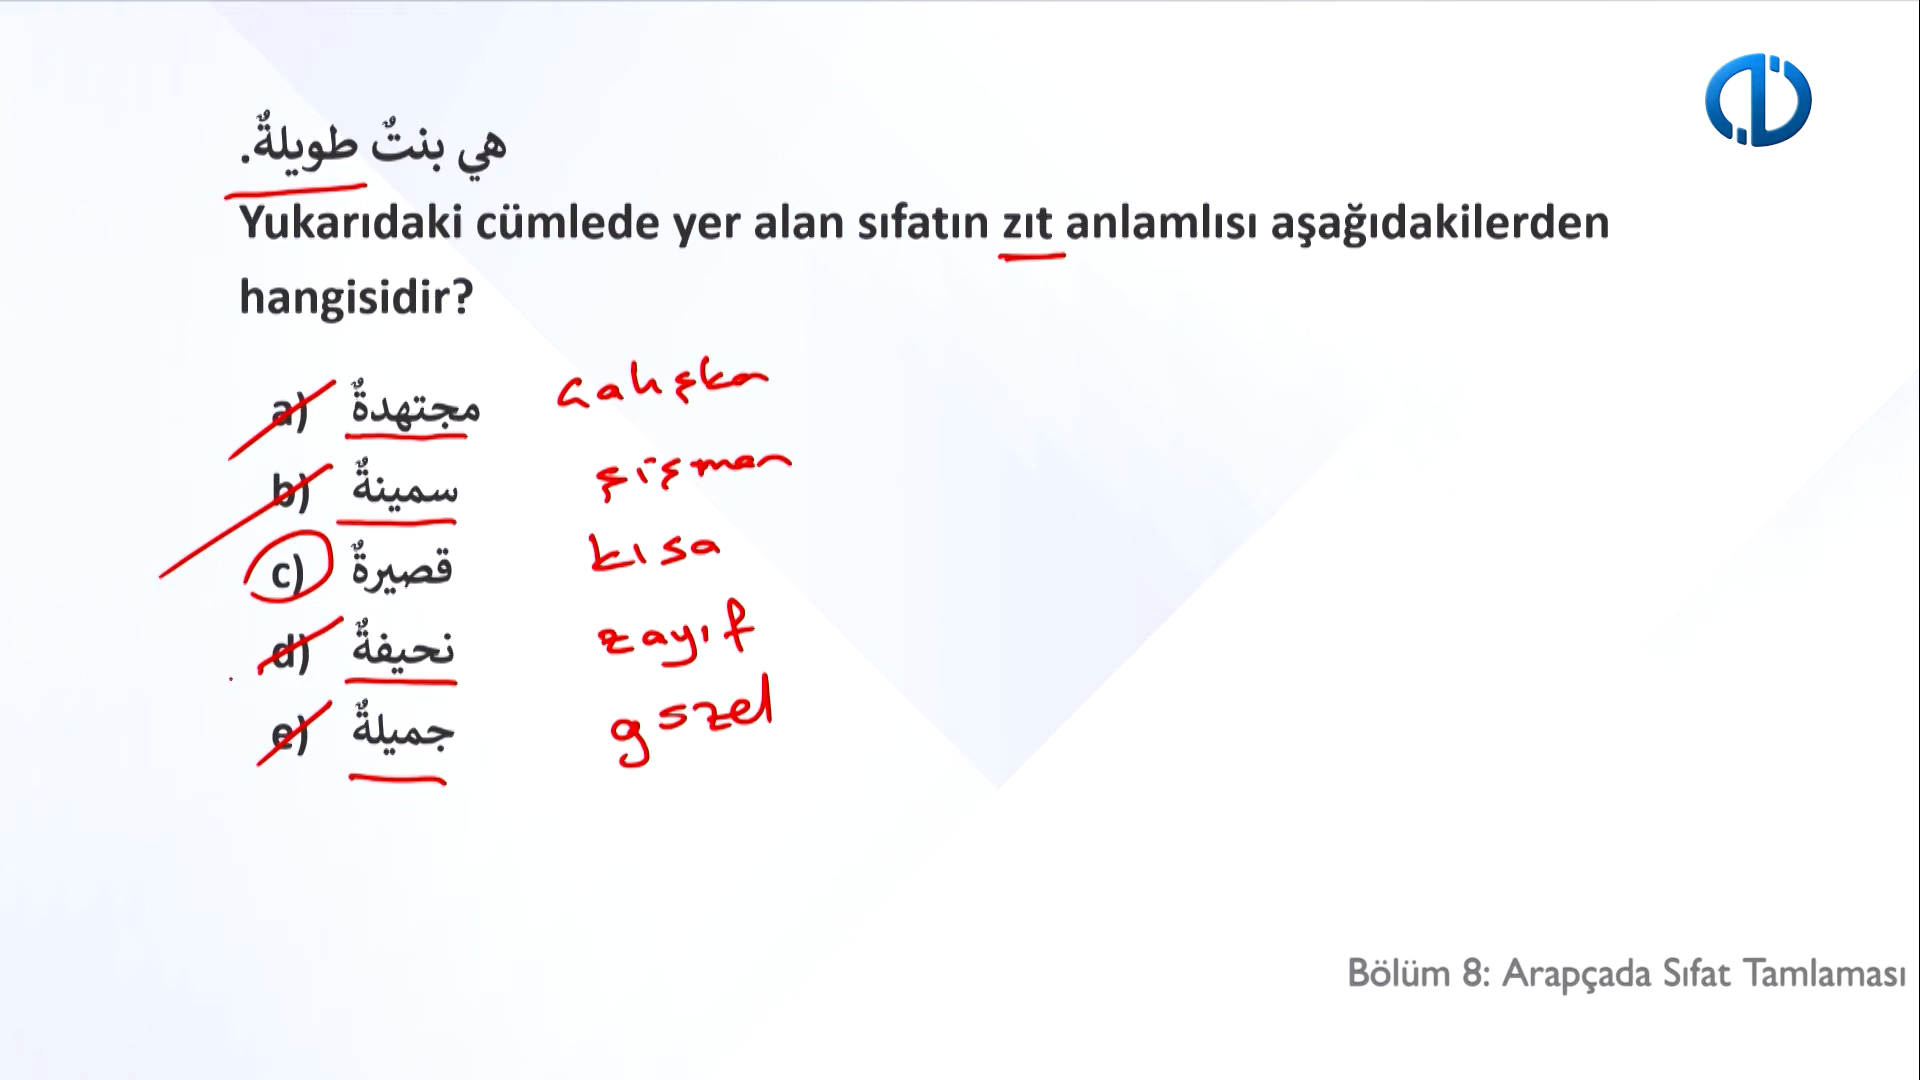 هي بنتٌ طويلةٌ.
Yukarıdaki cümlede yer alan sıfatın zıt anlamlısı aşağıdakilerden
hangisidir?
a) مجتهدةٌ çalışkan
b) سمينةٌ şişman
c) قصيرةٌ kısa
d) نحيفةٌ zayıf
e) جميلةٌ güzel
Bölüm 8: Arapçada Sıfat Tamlaması